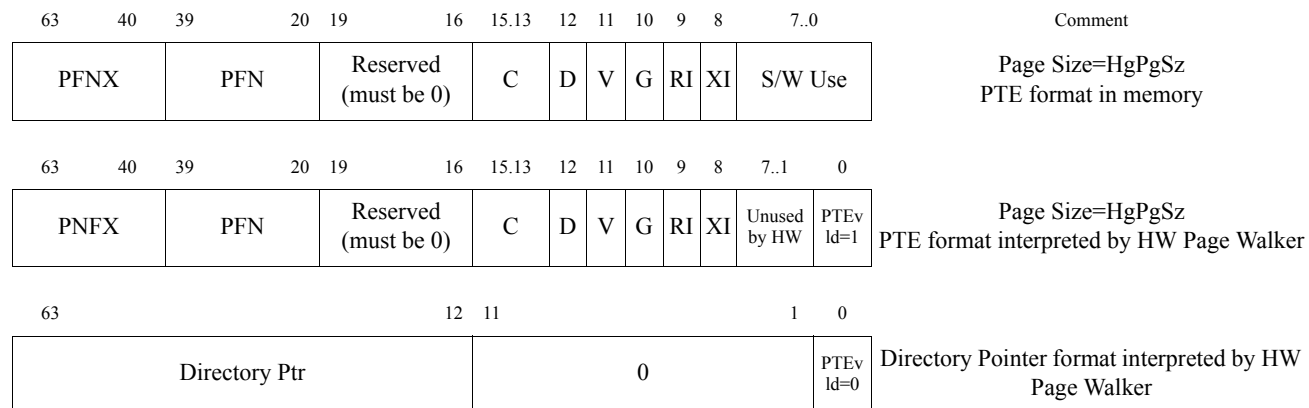 63 40 39 20 19 16 15.13 12 11 10 9 8 7..0 Comment
PFNX PFN Reserved (must be 0) C D V G RI XI S/W Use Page Size=HgPgSz
PTE format in memory
63 40 39 20 19 16 15.13 12 11 10 9 8 7..1 0
PNFX PFN Reserved (must be 0) C D V G RI XI Unused by HW PTEv ld=1 Page Size=HgPgSz
PTE format interpreted by HW Page Walker
63 12 11 1 0
Directory Ptr 0 PTEv ld=0 Directory Pointer format interpreted by HW
Page Walker